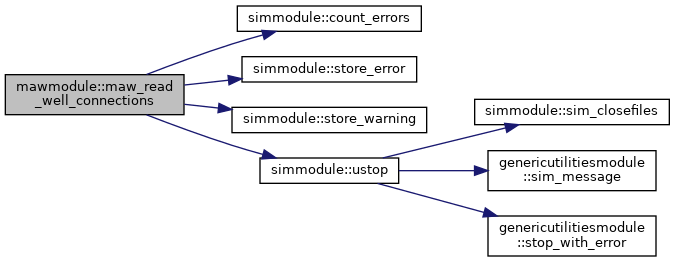 mawmodule::maw_read
_well_connections
simmodule::count_errors
simmodule::store_error
simmodule::store_warning
simmodule::ustop
simmodule::sim_closefiles
genericutilitiesmodule
::sim_message
genericutilitiesmodule
::stop_with_error